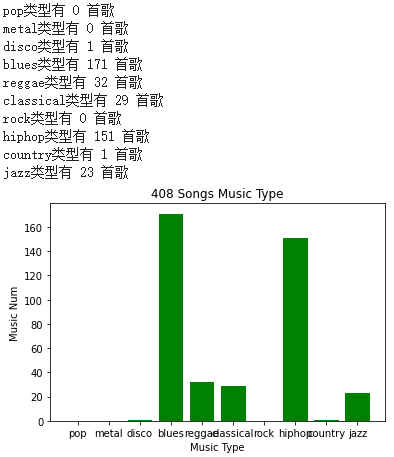 pop类型有 0 首歌
metal类型有 0 首歌
disco类型有 1 首歌
blues类型有 171 首歌
reggae类型有 32 首歌
classical类型有 29 首歌
rock类型有 0 首歌
hiphop类型有 151 首歌
country类型有 1 首歌
jazz类型有 23 首歌
408 Songs Music Type
Music Num
160
140
120
100
80
60
40
20
0
pop metal disco blues reggae classical rock hiphop country jazz
Music Type